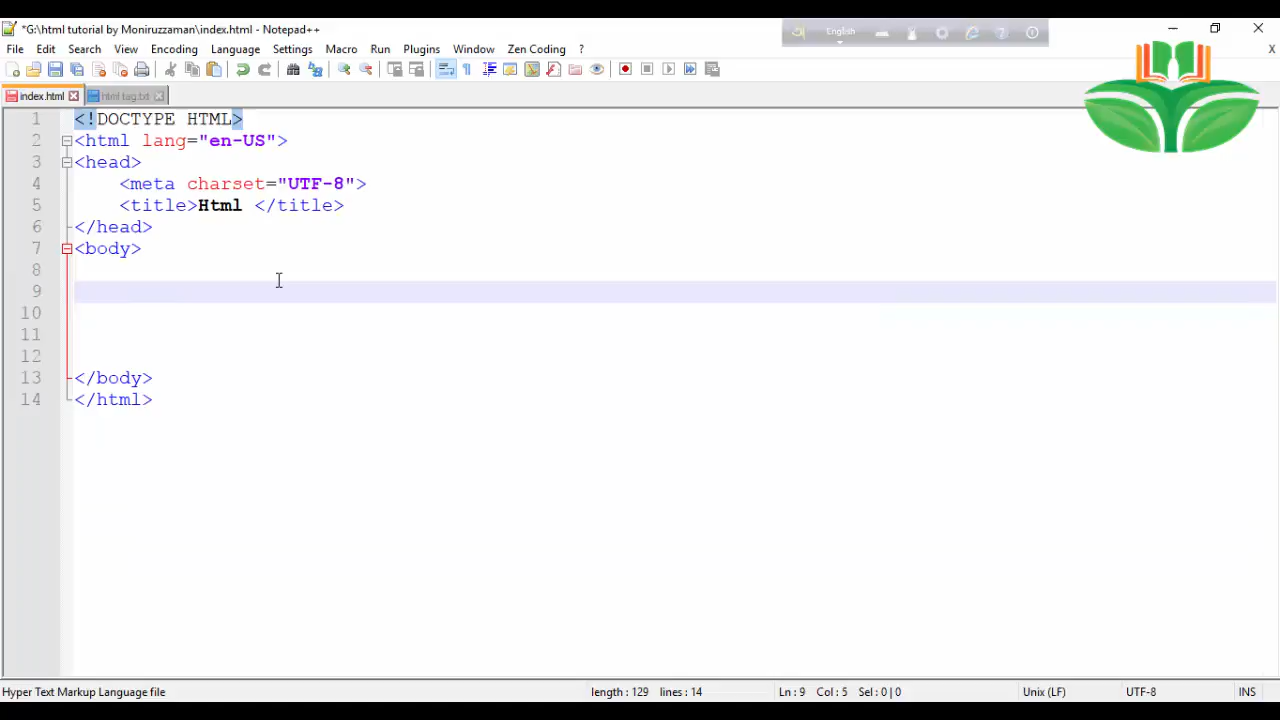 *G:\html tutorial by Moniruzzaman\index.html - Notepad++
English
File Edit Search View Encoding Language Settings Macro Run Plugins Window Zen Coding ? X
index.html html tag.txt
1 <!DOCTYPE HTML>
2 <html lang="en-US">
3 <head>
4 <meta charset="UTF-8">
5 <title>Html </title>
6 </head>
7 <body>
8
9
10
11
12
13 </body>
14 </html>
Hyper Text Markup Language file length : 129 lines : 14 Ln : 9 Col : 5 Sel : 0 | 0 Unix (LF) UTF-8 INS